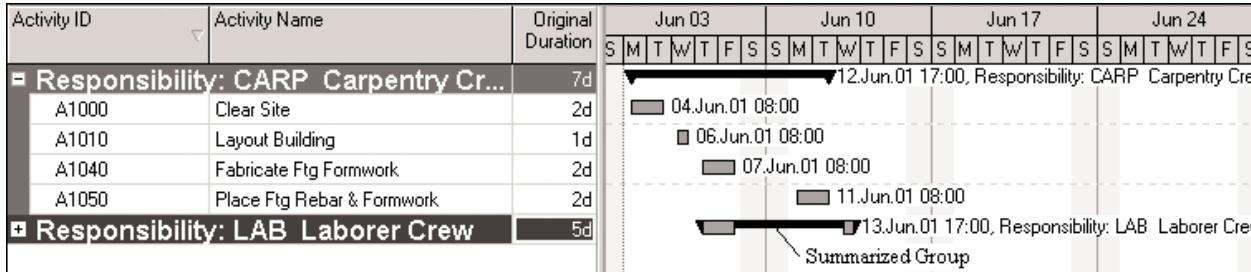 Activity ID Activity Name Original Duration Jun 03 Jun 10 Jun 17 Jun 24
S M T W T F S S M T W T F S S M T W T F S S M T W T F S
Responsibility: CARP Carpentry Cr... 7d 12.Jun.01 17:00, Responsibility: CARP Carpentry Cre
A1000 Clear Site 2d 04.Jun.01 08:00
A1010 Layout Building 1d 06.Jun.01 08:00
A1040 Fabricate Ftg Formwork 2d 07.Jun.01 08:00
A1050 Place Ftg Rebar & Formwork 2d 11.Jun.01 08:00
Responsibility: LAB Laborer Crew 5d 13.Jun.01 17:00, Responsibility: LAB Laborer Cre
Summarized Group